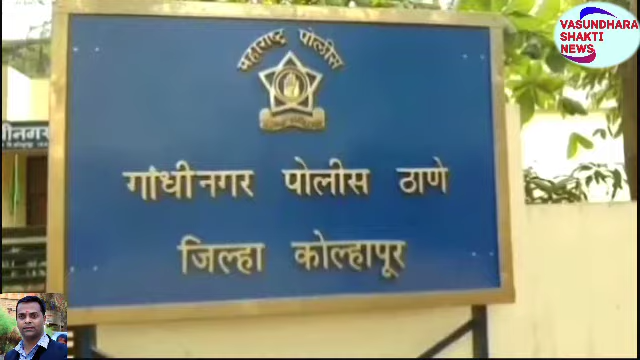 VASUNDHARA
SHAKTI
NEWS
महाराष्ट्र पोलीस
गांधीनगर पोलीस ठाणे
जिल्हा कोल्हापूर